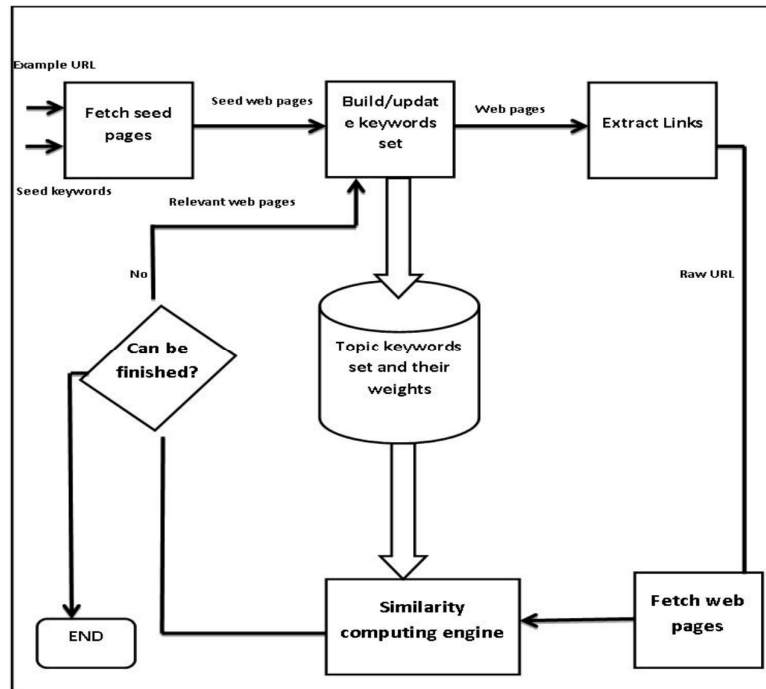 Example URL
Fetch seed
pages
Seed web pages
Build/updat
e keywords
set
Web pages
Extract Links
Seed keywords
Relevant web pages
No
Raw URL
Can be
finished?
Topic keywords
set and their
weights
END
Similarity
computing engine
Fetch web
pages